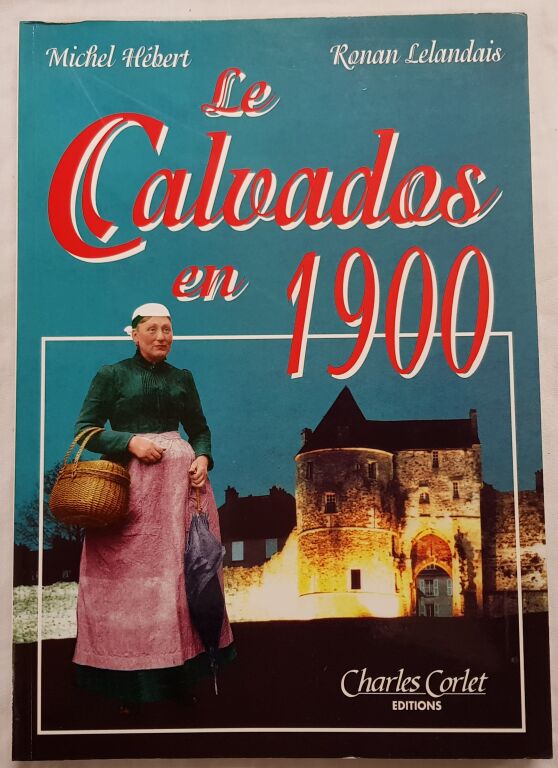 Michel Hébert
Ronan Lelandais
Le
Calvados
en 1900
Charles Corlet
EDITIONS